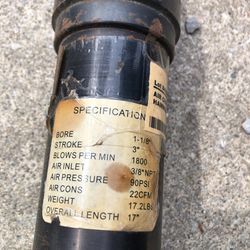 SPECIFICATION
BORE 1-1/8"
STROKE 3"
BLOWS PER MIN 1800
AIR INLET 3/8"NPT
AIR PRESSURE 90PSI
AIR CONS 22CFM
WEIGHT 17.2LBS
OVERALL LENGTH 17"